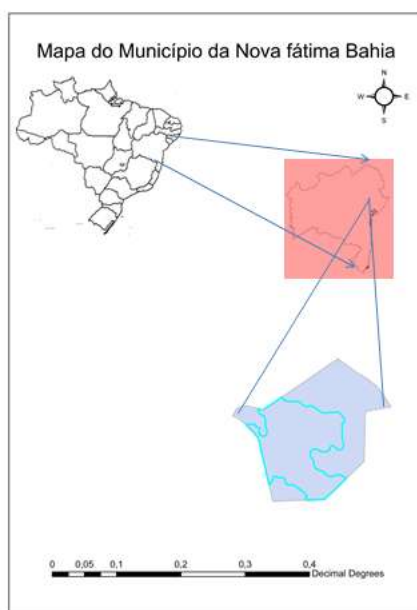 Mapa do Município da Nova fátima Bahia
N
W E
S
0 0,05 0,1 0,2 0,3 0,4
Decimal Degrees